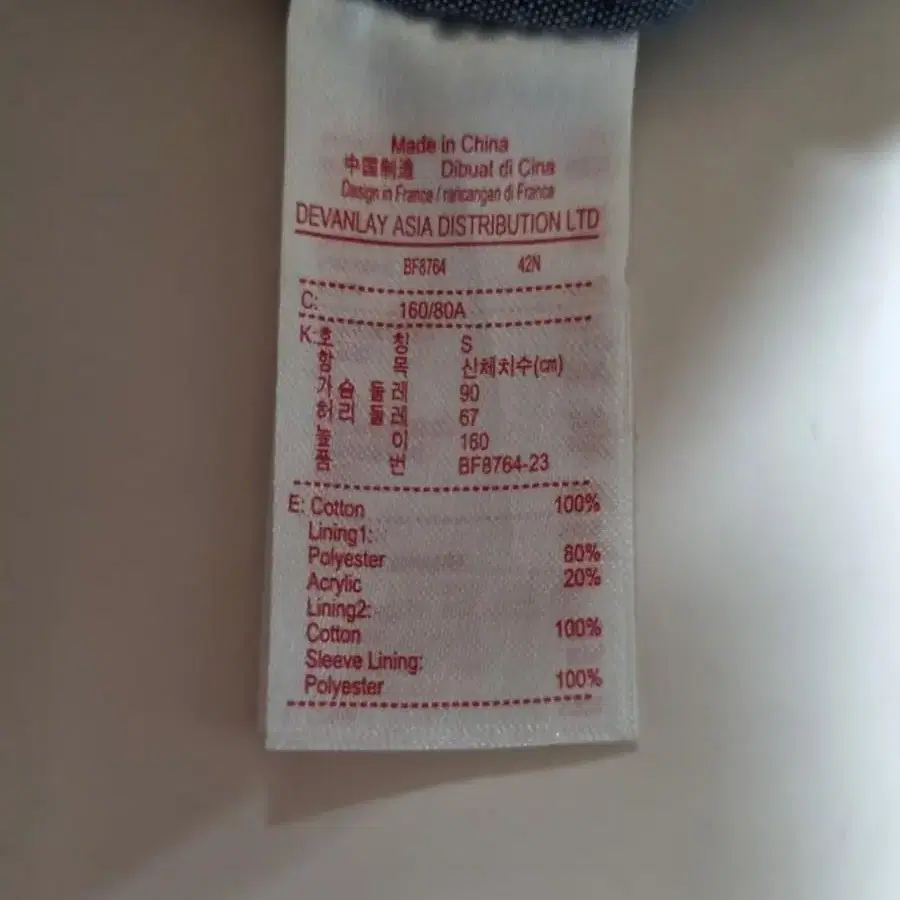 Made in China
中国制造 Dibuat di Cina
Design in France / rancangan di France
DEVANLAY ASIA DISTRIBUTION LTD
BF8764 42N
C: 160/80A
K:호 칭 S
항 목 신체치수(cm)
가슴 둘레 90
허리 둘레 67
높 이 160
품 번 BF8764-23
E: Cotton 100%
Lining1:
Polyester 80%
Acrylic 20%
Lining2:
Cotton 100%
Sleeve Lining:
Polyester 100%